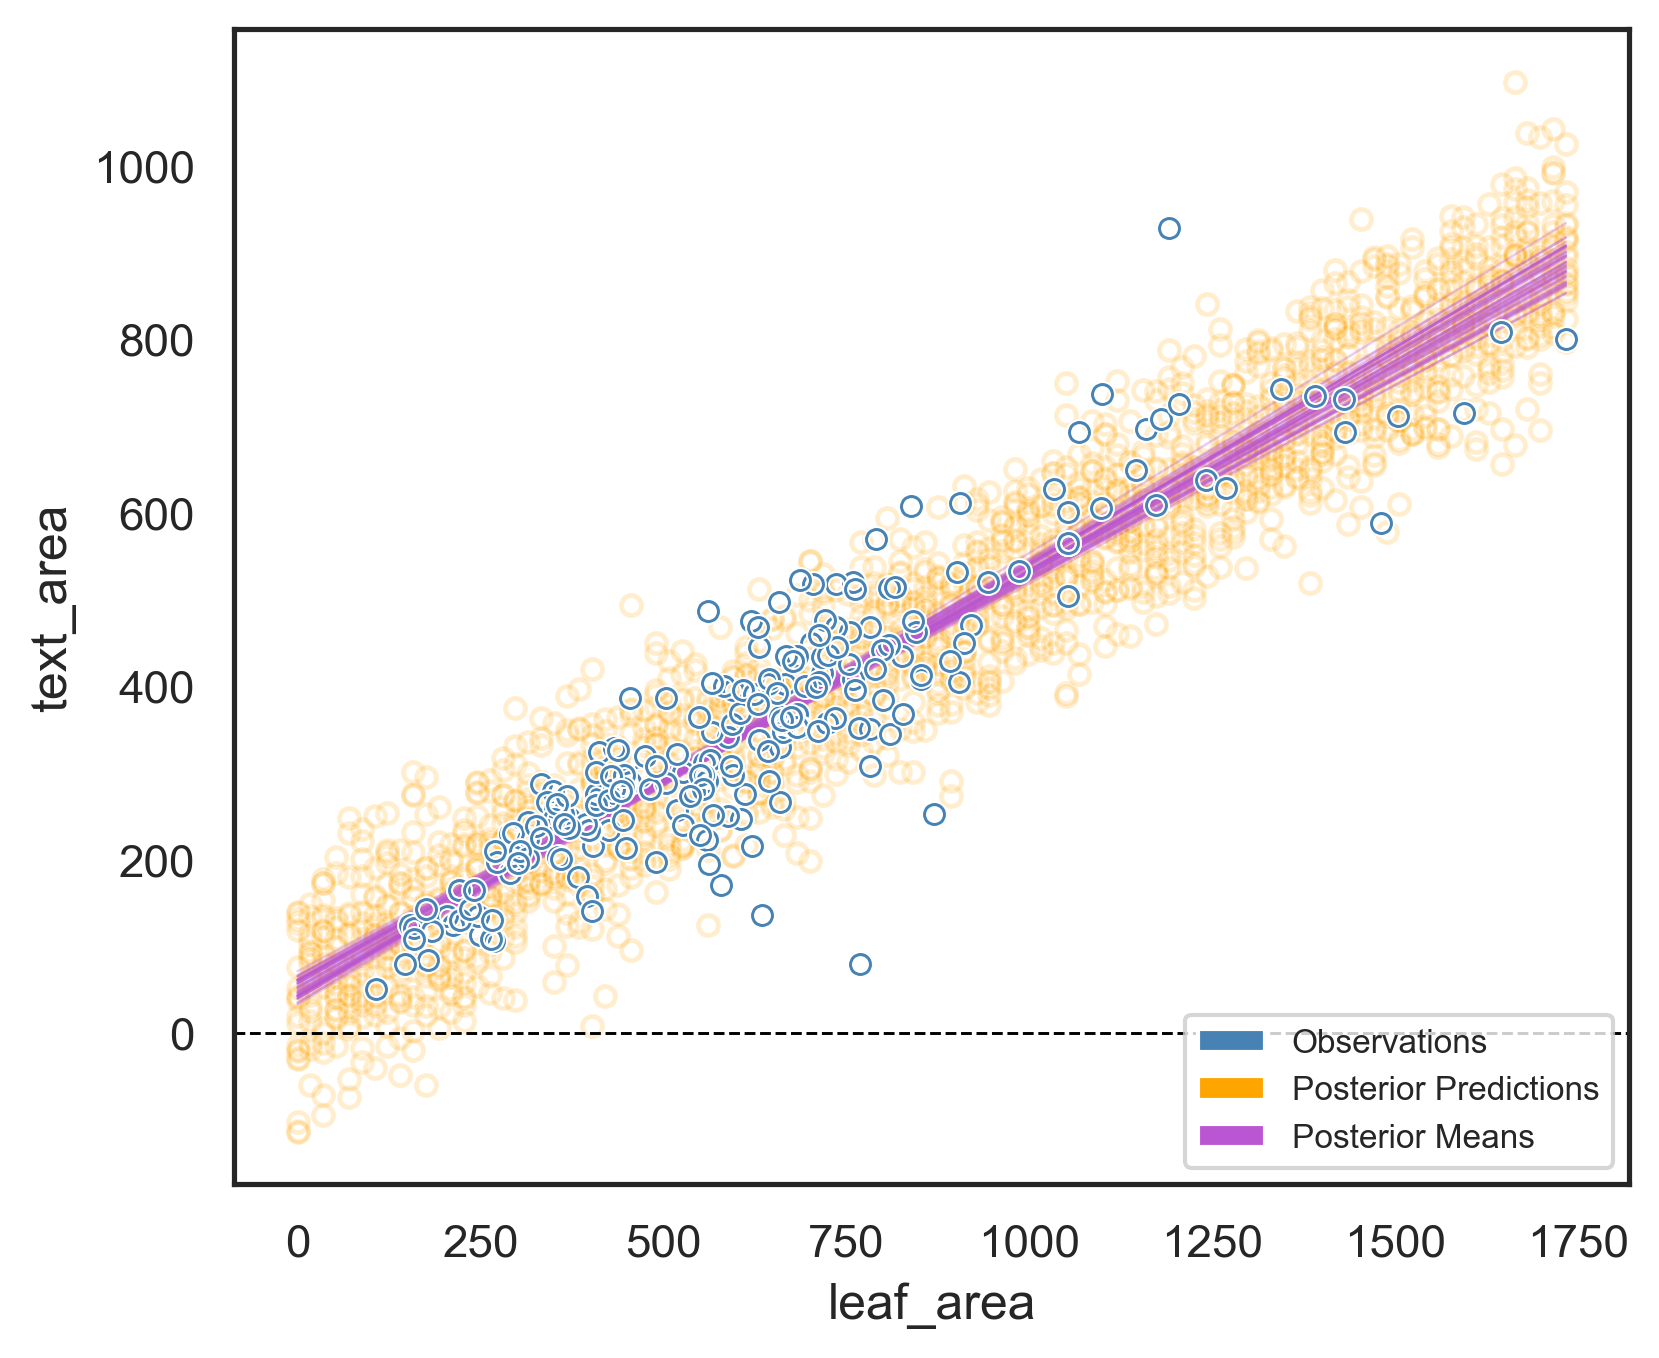 1000
800
600
400
200
0
text_area
0 250 500 750 1000 1250 1500 1750
leaf_area
Observations
Posterior Predictions
Posterior Means